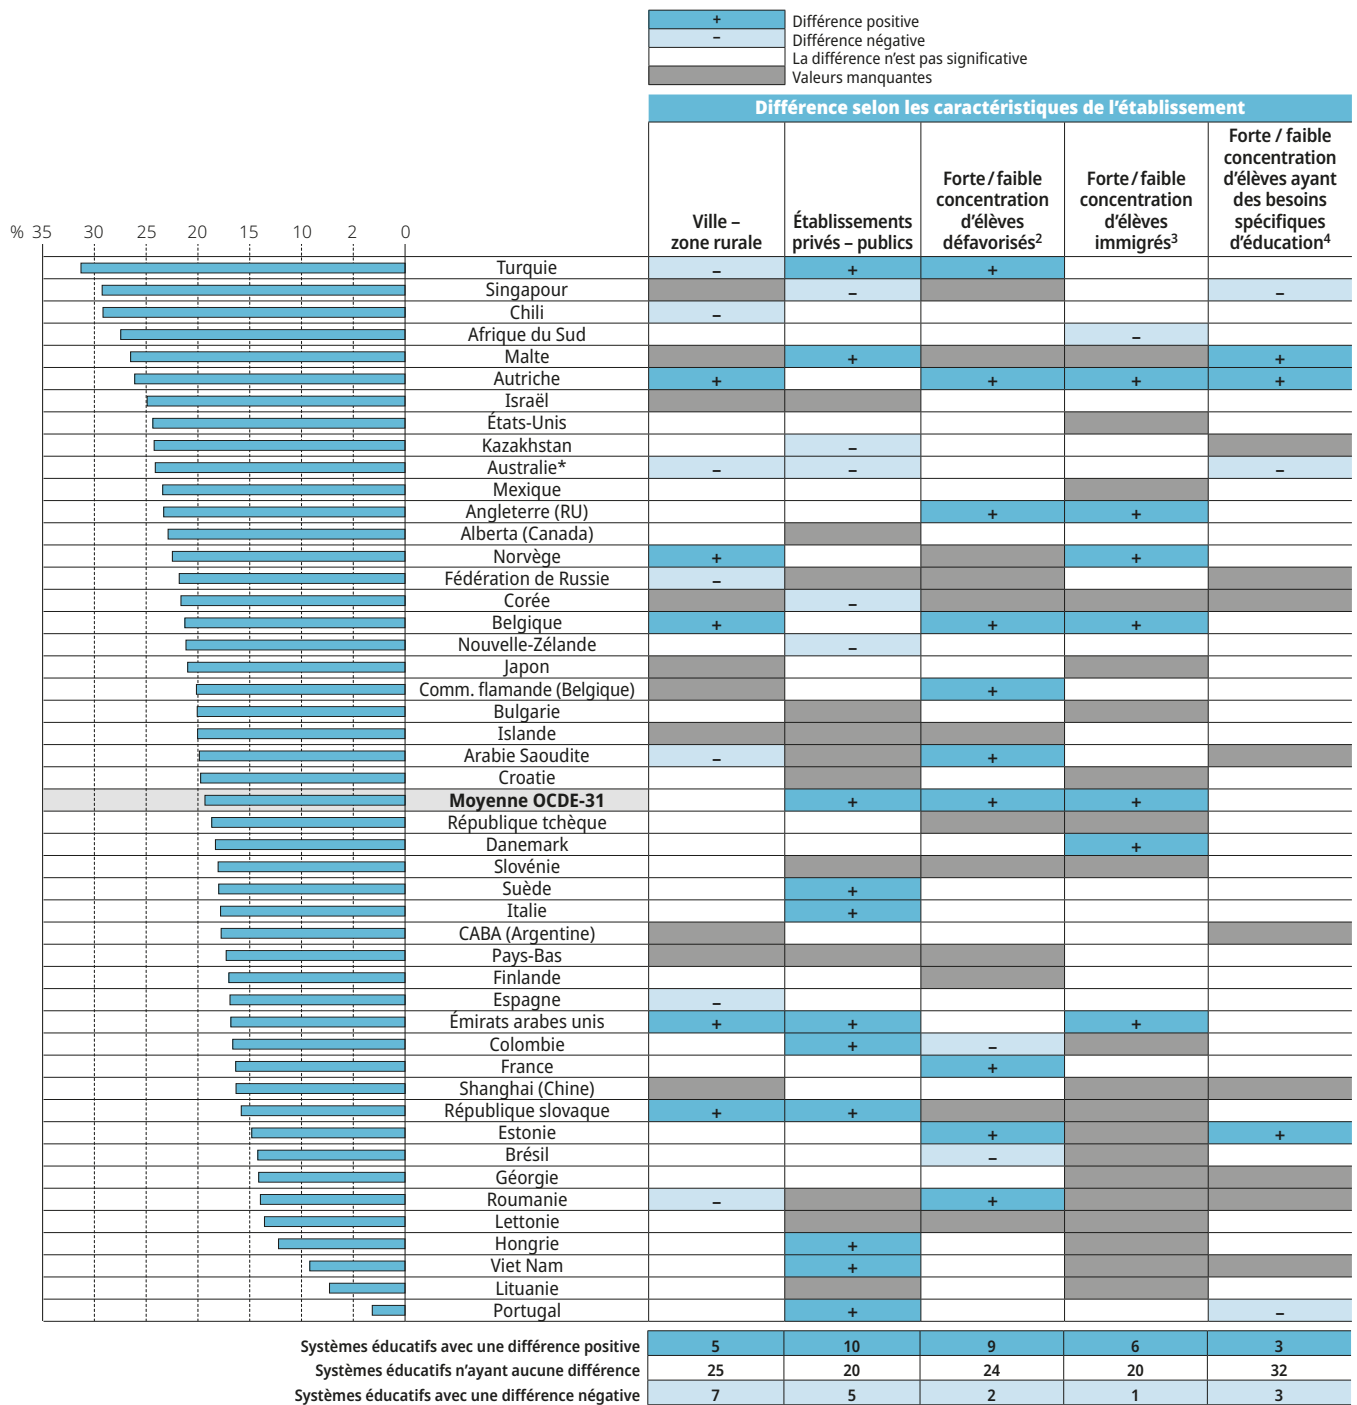 + Différence positive
– Différence négative
La différence n'est pas significative
Valeurs manquantes
Différence selon les caractéristiques de l'établissement
Ville –
zone rurale
Établissements
privés – publics
Forte / faible
concentration
d'élèves
défavorisés2
Forte / faible
concentration
d'élèves
immigrés3
Forte / faible
concentration
d'élèves ayant
des besoins
spécifiques
d'éducation4
% 35 30 25 20 15 10 2 0
Turquie – + +
Singapour – –
Chili –
Afrique du Sud –
Malte + +
Autriche + + + +
Israël
États-Unis
Kazakhstan –
Australie* – – –
Mexique
Angleterre (RU) + +
Alberta (Canada)
Norvège + +
Fédération de Russie –
Corée –
Belgique + + +
Nouvelle-Zélande –
Japon
Comm. flamande (Belgique) +
Bulgarie
Islande
Arabie Saoudite – +
Croatie
Moyenne OCDE-31 + + +
République tchèque
Danemark +
Slovénie
Suède +
Italie +
CABA (Argentine)
Pays-Bas
Finlande
Espagne –
Émirats arabes unis + + +
Colombie + –
France +
Shanghai (Chine)
République slovaque + +
Estonie + +
Brésil –
Géorgie
Roumanie – +
Lettonie
Hongrie +
Viet Nam +
Lituanie
Portugal + –
Systèmes éducatifs avec une différence positive 5 10 9 6 3
Systèmes éducatifs n'ayant aucune différence 25 20 24 20 32
Systèmes éducatifs avec une différence négative 7 5 2 1 3